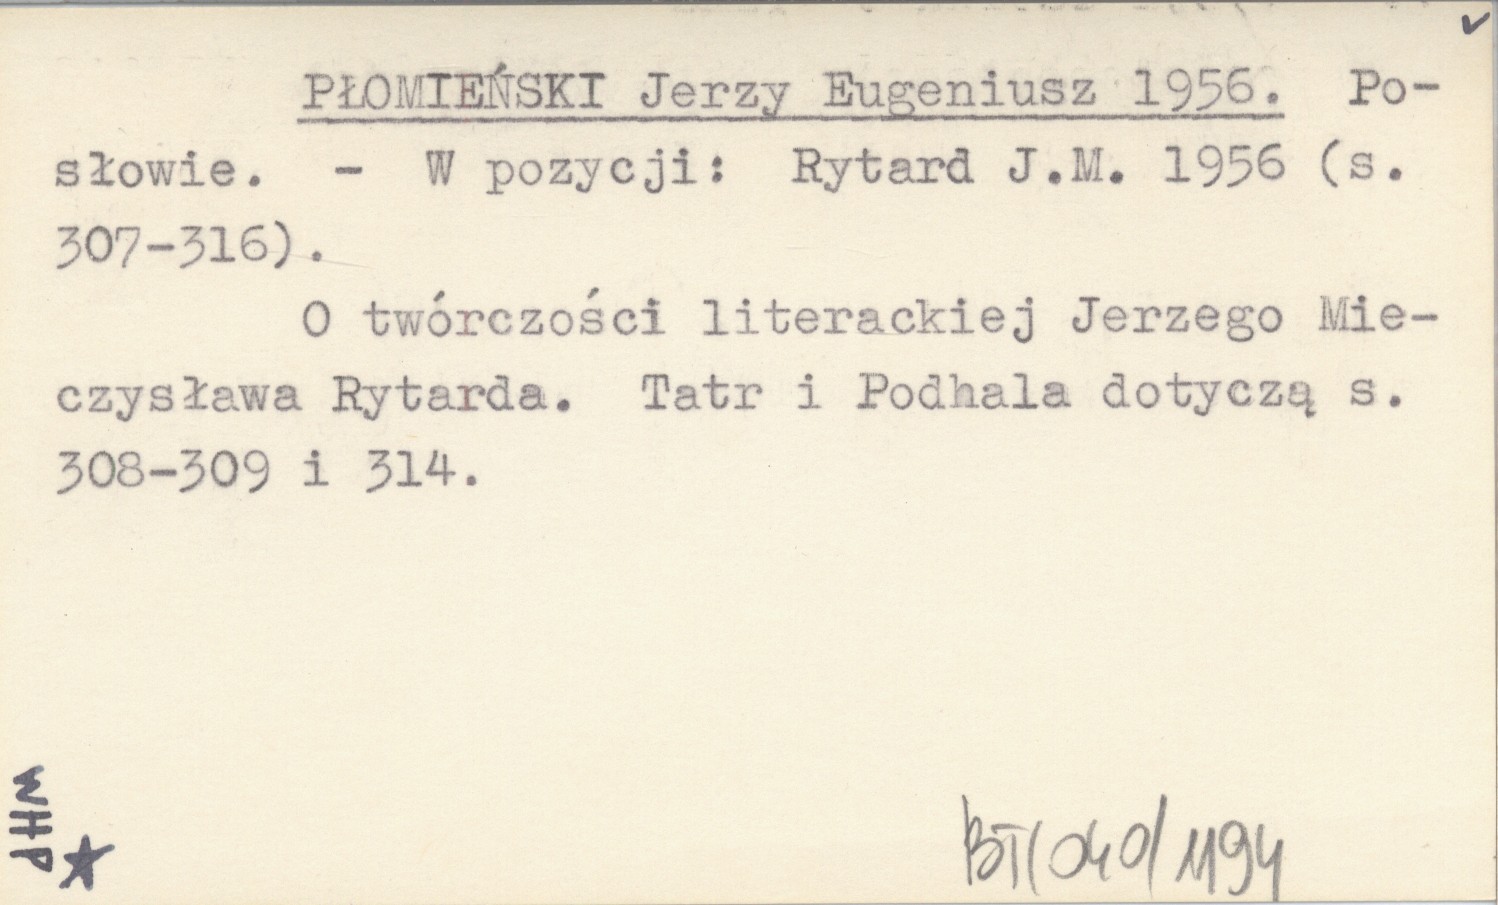 PŁOMIEŃSKI Jerzy Eugeniusz 1956. Po-
słowie. - W pozycji: Rytard J.M. 1956 (s.
307-316).
O twórczości literackiej Jerzego Mie-
czysława Rytarda. Tatr i Podhala dotyczą s.
308-309 i 314.
WHP
BT(040/1194